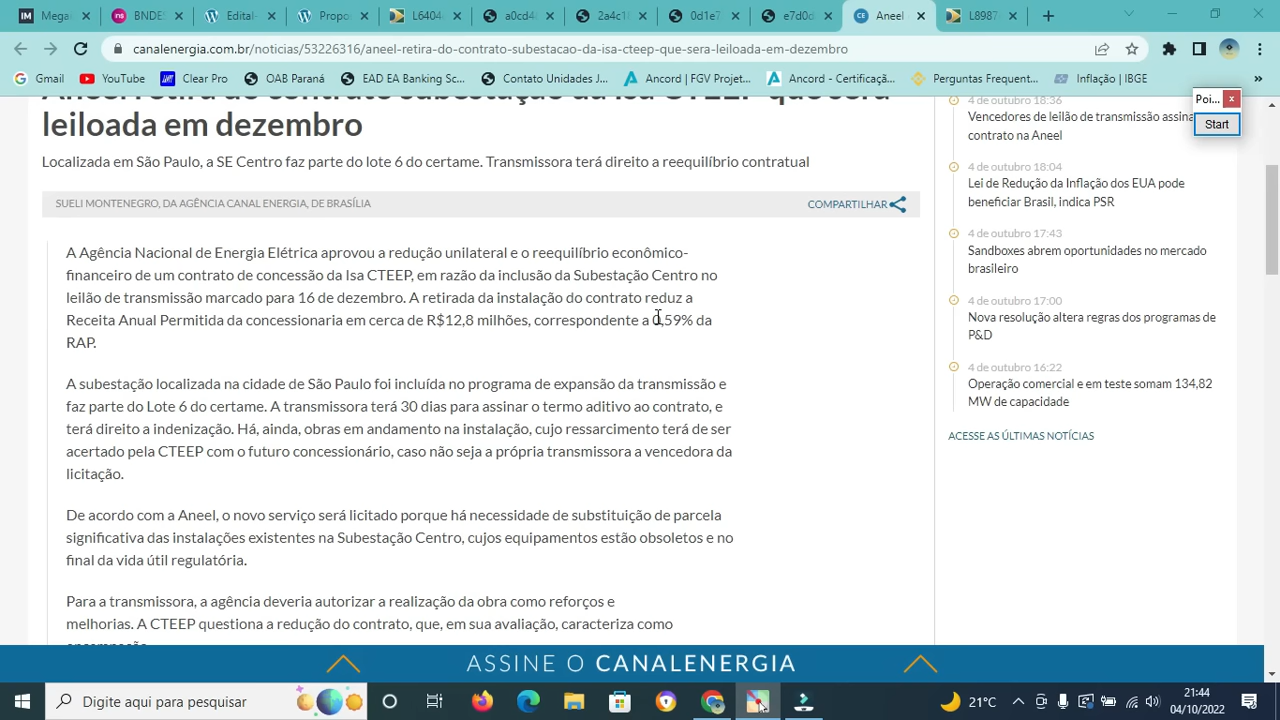 Mega
BNDES
Edital-
Propo
L6404
a0cd4
2a4c18
0d1e7
e7d0c
Aneel
L8987
canalenergia.com.br/noticias/53226316/aneel-retira-do-contrato-subestacao-da-isa-cteep-que-sera-leiloada-em-dezembro
Gmail
YouTube
Clear Pro
OAB Paraná
EAD EA Banking Sc...
Contato Unidades J...
Ancord | FGV Projet...
Ancord - Certificaçã...
Perguntas Frequent...
Inflação | IBGE
Poi...
Start
Aneel retira do contrato subestação da Isa CTEEP que será
leiloada em dezembro
Localizada em São Paulo, a SE Centro faz parte do lote 6 do certame. Transmissora terá direito a reequilíbrio contratual
SUELI MONTENEGRO, DA AGÊNCIA CANAL ENERGIA, DE BRASÍLIA
COMPARTILHAR
A Agência Nacional de Energia Elétrica aprovou a redução unilateral e o reequilíbrio econômico-
financeiro de um contrato de concessão da Isa CTEEP, em razão da inclusão da Subestação Centro no
leilão de transmissão marcado para 16 de dezembro. A retirada da instalação do contrato reduz a
Receita Anual Permitida da concessionaria em cerca de R$12,8 milhões, correspondente a 0,59% da
RAP.
A subestação localizada na cidade de São Paulo foi incluída no programa de expansão da transmissão e
faz parte do Lote 6 do certame. A transmissora terá 30 dias para assinar o termo aditivo ao contrato, e
terá direito a indenização. Há, ainda, obras em andamento na instalação, cujo ressarcimento terá de ser
acertado pela CTEEP com o futuro concessionário, caso não seja a própria transmissora a vencedora da
licitação.
De acordo com a Aneel, o novo serviço será licitado porque há necessidade de substituição de parcela
significativa das instalações existentes na Subestação Centro, cujos equipamentos estão obsoletos e no
final da vida útil regulatória.
Para a transmissora, a agência deveria autorizar a realização da obra como reforços e
melhorias. A CTEEP questiona a redução do contrato, que, em sua avaliação, caracteriza como
4 de outubro 18:36
Vencedores de leilão de transmissão assina
contrato na Aneel
4 de outubro 18:04
Lei de Redução da Inflação dos EUA pode
beneficiar Brasil, indica PSR
4 de outubro 17:43
Sandboxes abrem oportunidades no mercado
brasileiro
4 de outubro 17:00
Nova resolução altera regras dos programas de
P&D
4 de outubro 16:22
Operação comercial e em teste somam 134,82
MW de capacidade
ACESSE AS ÚLTIMAS NOTÍCIAS
ASSINE O CANALENERGIA
Digite aqui para pesquisar
21°C
21:44
04/10/2022